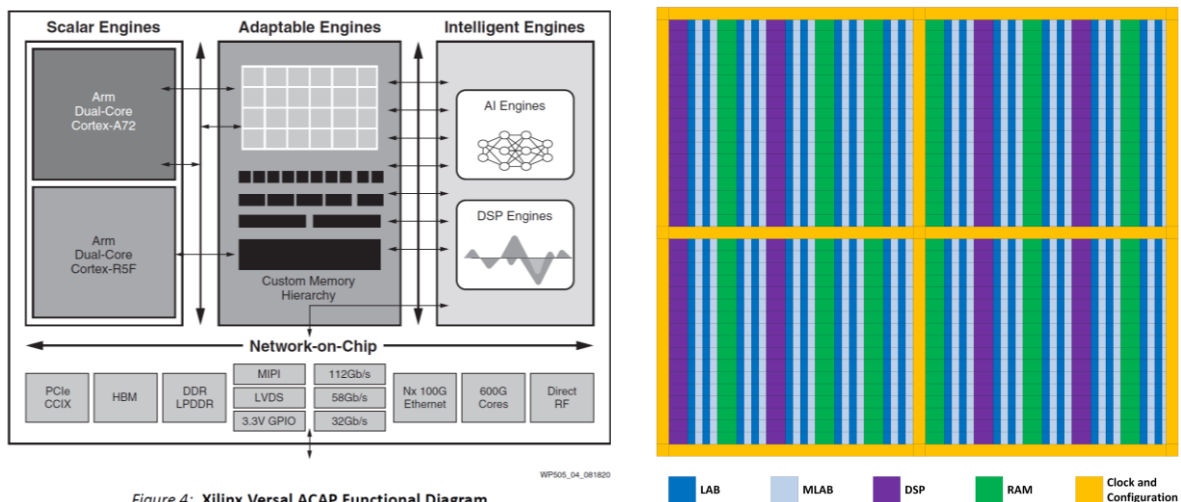 Scalar Engines
Adaptable Engines
Intelligent Engines
Arm
Dual-Core
Cortex-A72
Arm
Dual-Core
Cortex-R5F
Custom Memory
Hierarchy
AI Engines
DSP Engines
Network-on-Chip
PCIe
CCIX
HBM
DDR
LPDDR
MIPI
LVDS
3.3V GPIO
112Gb/s
58Gb/s
32Gb/s
Nx 100G
Ethernet
600G
Cores
Direct
RF
WP505_04_081820
Figure 4: Xilinx Versal ACAP Functional Diagram
LAB
MLAB
DSP
RAM
Clock and
Configuration